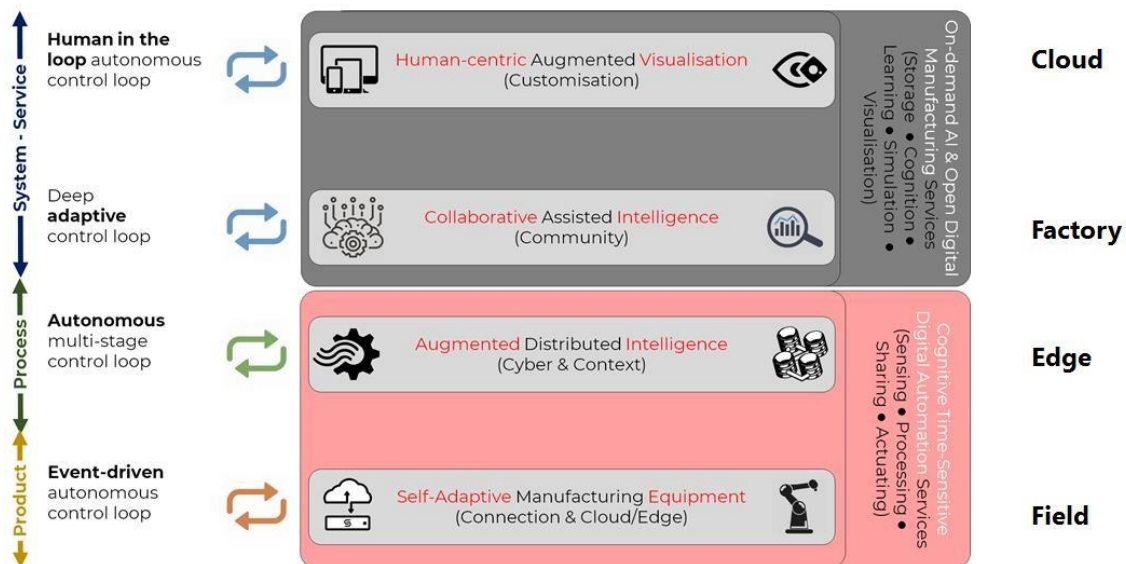 System - Service
Process
Product
Human in the
loop autonomous
control loop
Human-centric Augmented Visualisation
(Customisation)
Cloud
Deep
adaptive
control loop
Collaborative Assisted Intelligence
(Community)
Factory
On-demand AI & Open Digital
Manufacturing Services
(Storage ● Cognition ●
Learning ● Simulation ●
Visualisation)
Autonomous
multi-stage
control loop
Augmented Distributed Intelligence
(Cyber & Context)
Edge
Event-driven
autonomous
control loop
Self-Adaptive Manufacturing Equipment
(Connection & Cloud/Edge)
Field
Cognitive Time-Sensitive
Digital Automation Services
(Sensing ● Processing ●
Sharing ● Actuating)